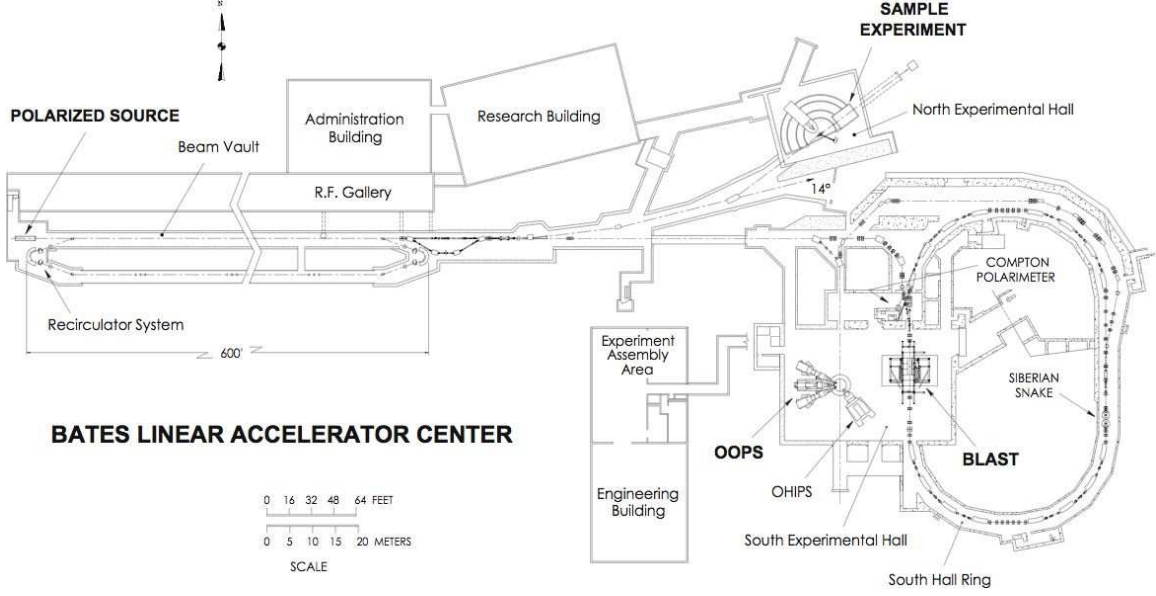 N
SAMPLE
EXPERIMENT
POLARIZED SOURCE
Beam Vault
Administration
Building
Research Building
North Experimental Hall
R.F. Gallery
14°
COMPTON
POLARIMETER
Recirculator System
600'
Experiment
Assembly
Area
SIBERIAN
SNAKE
BATES LINEAR ACCELERATOR CENTER
OOPS
BLAST
OHIPS
Engineering
Building
0 16 32 48 64 FEET
0 5 10 15 20 METERS
SCALE
South Experimental Hall
South Hall Ring